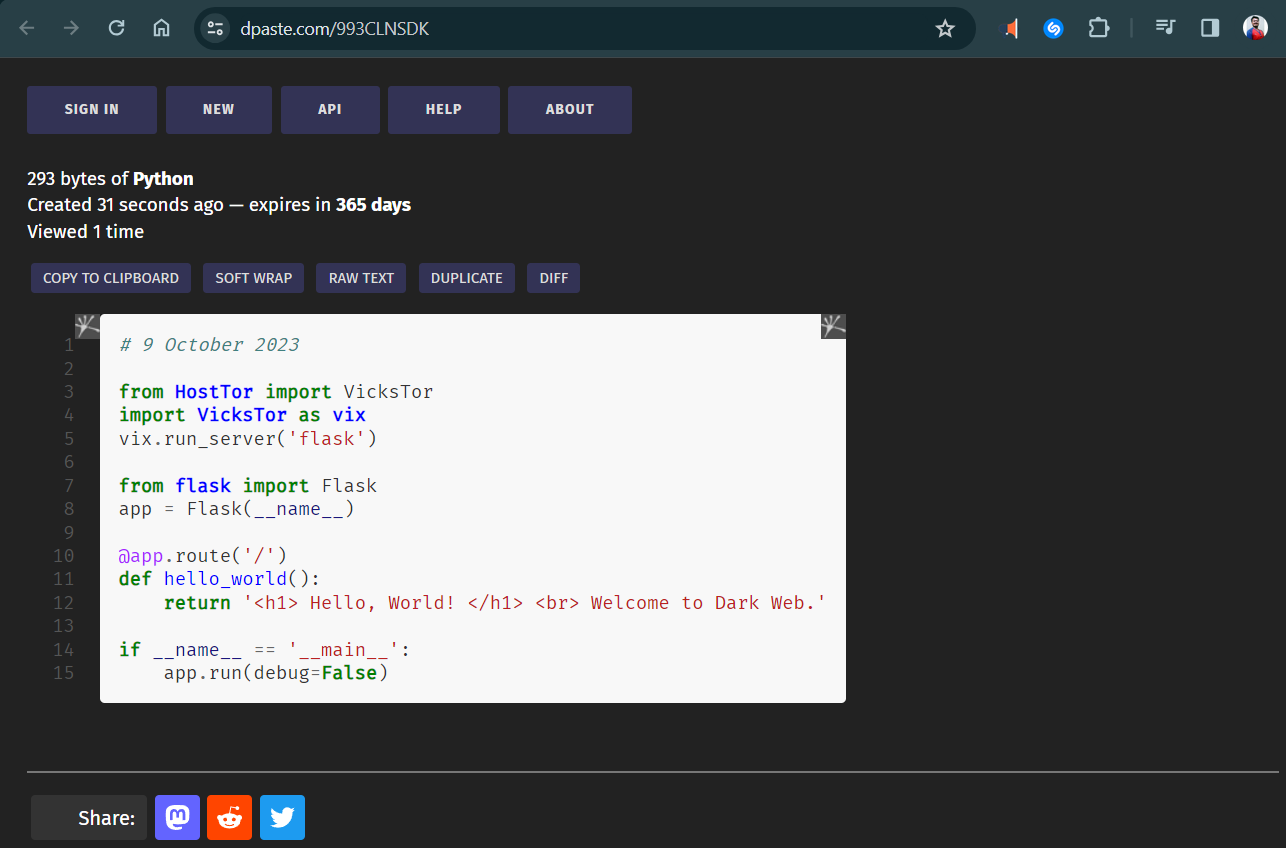 dpaste.com/993CLNSDK
SIGN IN NEW API HELP ABOUT
293 bytes of Python
Created 31 seconds ago — expires in 365 days
Viewed 1 time
COPY TO CLIPBOARD SOFT WRAP RAW TEXT DUPLICATE DIFF
1 # 9 October 2023
2
3 from HostTor import VicksTor
4 import VicksTor as vix
5 vix.run_server('flask')
6
7 from flask import Flask
8 app = Flask(__name__)
9
10 @app.route('/')
11 def hello_world():
12     return '<h1> Hello, World! </h1> <br> Welcome to Dark Web.'
13
14 if __name__ == '__main__':
15     app.run(debug=False)
Share: